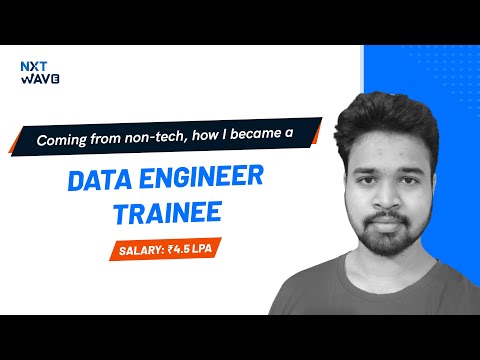 NXT
WAVE
Coming from non-tech, how I became a
DATA ENGINEER
TRAINEE
SALARY: ₹4.5 LPA